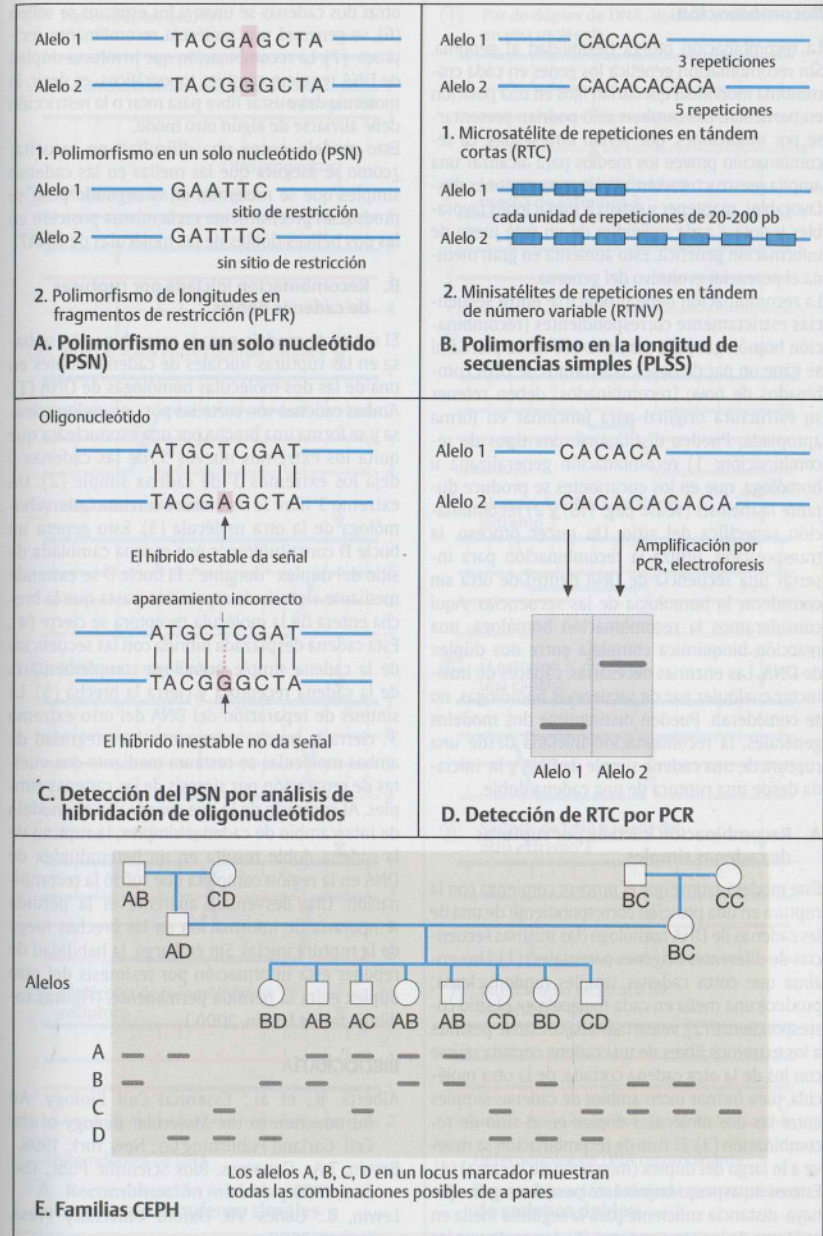 Alelo 1 TACGAGCTA
Alelo 2 TACGGGCTA
1. Polimorfismo en un solo nucleótido (PSN)
Alelo 1 GAATTC
sitio de restricción
Alelo 2 GATTTC
sin sitio de restricción
2. Polimorfismo de longitudes en
fragmentos de restricción (PLFR)
A. Polimorfismo en un solo nucleótido
(PSN)
Alelo 1 CACACA
3 repeticiones
Alelo 2 CACACACACA
5 repeticiones
1. Microsatélite de repeticiones en tándem
cortas (RTC)
Alelo 1
cada unidad de repeticiones de 20-200 pb
Alelo 2
2. Minisatélite de repeticiones en tándem
de número variable (RTNV)
B. Polimorfismo en la longitud de
secuencias simples (PLSS)
Oligonucleótido
ATGCTCGAT
TACGAGCTA
El híbrido estable da señal
apareamiento incorrecto
ATGCTCGAT
TACGGGCTA
El híbrido inestable no da señal
C. Detección del PSN por análisis de
hibridación de oligonucleótidos
Alelo 1 CACACA
Alelo 2 CACACACACA
Amplificación por
PCR, electroforesis
Alelo 1 Alelo 2
D. Detección de RTC por PCR
AB CD BC CC
AD BC
Alelos
BD AB AC AB AC CD BD CD
A
B
C
D
Los alelos A, B, C, D en un locus marcador muestran
todas las combinaciones posibles de a pares
E. Familias CEPH